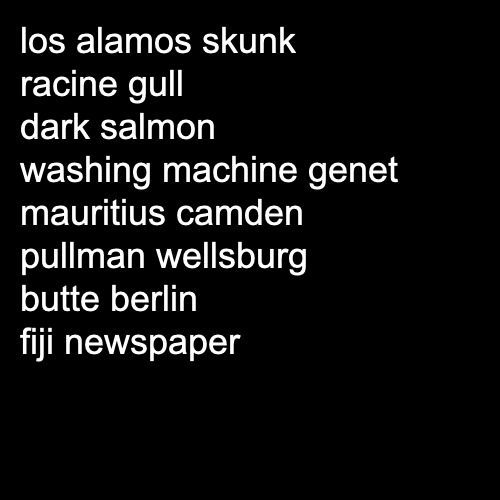 los alamos skunk
racine gull
dark salmon
washing machine genet
mauritius camden
pullman wellsburg
butte berlin
fiji newspaper